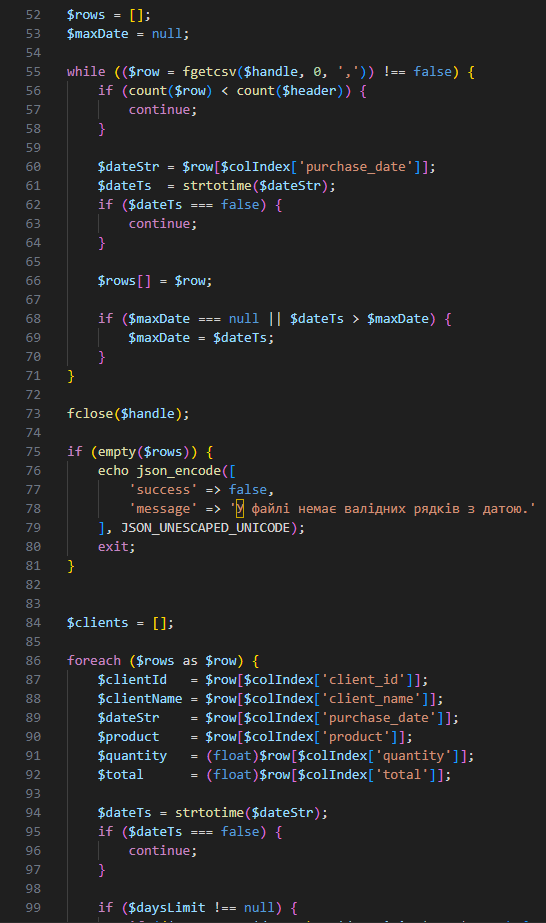 52 $rows = [];
53 $maxDate = null;
54
55 while (($row = fgetcsv($handle, 0, ',')) !== false) {
56     if (count($row) < count($header)) {
57         continue;
58     }
59
60     $dateStr = $row[$colIndex['purchase_date']];
61     $dateTs  = strtotime($dateStr);
62     if ($dateTs === false) {
63         continue;
64     }
65
66     $rows[] = $row;
67
68     if ($maxDate === null || $dateTs > $maxDate) {
69         $maxDate = $dateTs;
70     }
71 }
72
73 fclose($handle);
74
75 if (empty($rows)) {
76     echo json_encode([
77         'success' => false,
78         'message' => 'У файлі немає валідних рядків з датою.'
79     ], JSON_UNESCAPED_UNICODE);
80     exit;
81 }
82
83
84 $clients = [];
85
86 foreach ($rows as $row) {
87     $clientId   = $row[$colIndex['client_id']];
88     $clientName = $row[$colIndex['client_name']];
89     $dateStr    = $row[$colIndex['purchase_date']];
90     $product    = $row[$colIndex['product']];
91     $quantity   = (float)$row[$colIndex['quantity']];
92     $total      = (float)$row[$colIndex['total']];
93
94     $dateTs = strtotime($dateStr);
95     if ($dateTs === false) {
96         continue;
97     }
98
99     if ($daysLimit !== null) {